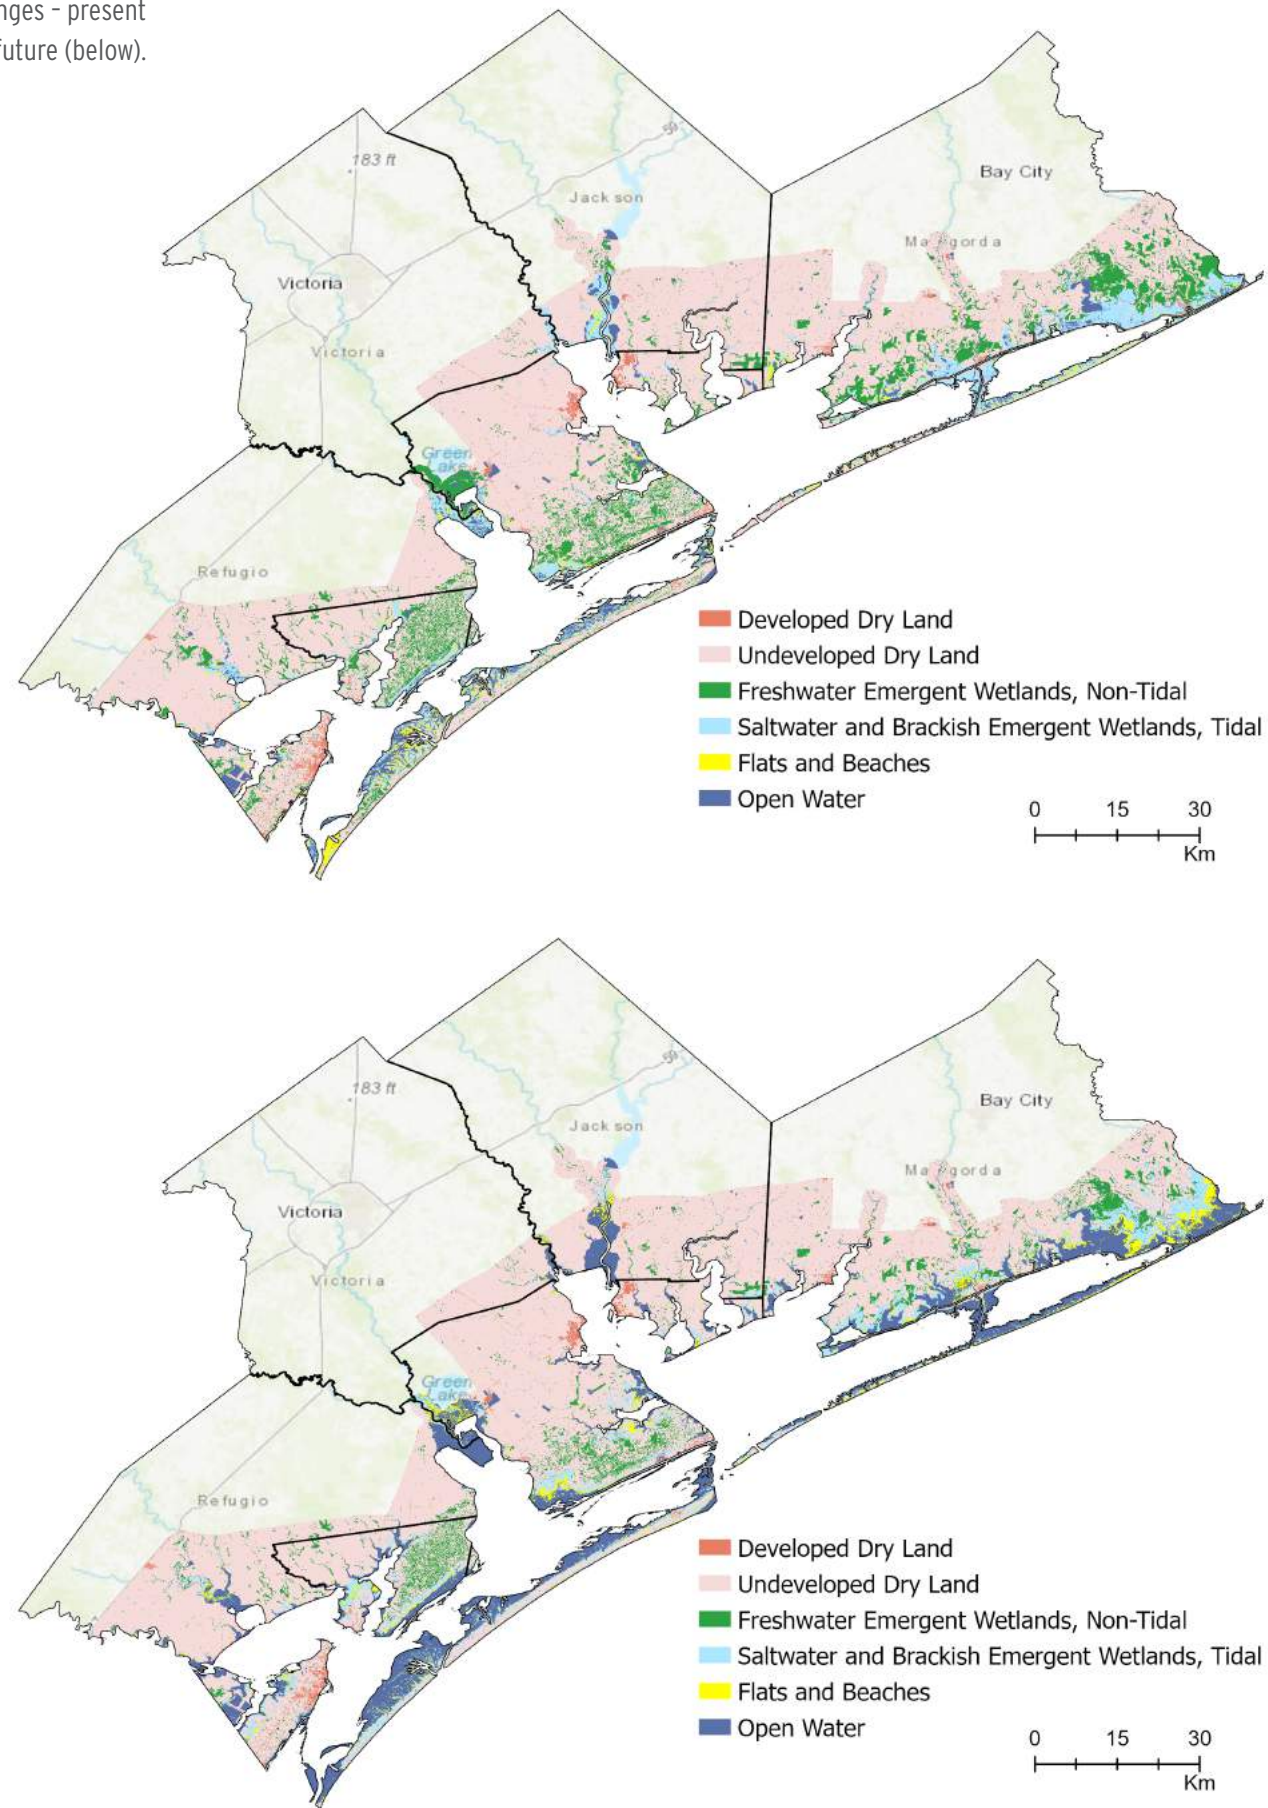 nges - present
future (below).
183 ft
59
Bay City
Jackson
Victoria
Victoria
Green
Lake
Refugio
Developed Dry Land
Undeveloped Dry Land
Freshwater Emergent Wetlands, Non-Tidal
Saltwater and Brackish Emergent Wetlands, Tidal
Flats and Beaches
Open Water
0 15 30
Km
183 ft
59
Bay City
Jackson
Victoria
Victoria
Green
Lake
Refugio
Developed Dry Land
Undeveloped Dry Land
Freshwater Emergent Wetlands, Non-Tidal
Saltwater and Brackish Emergent Wetlands, Tidal
Flats and Beaches
Open Water
0 15 30
Km